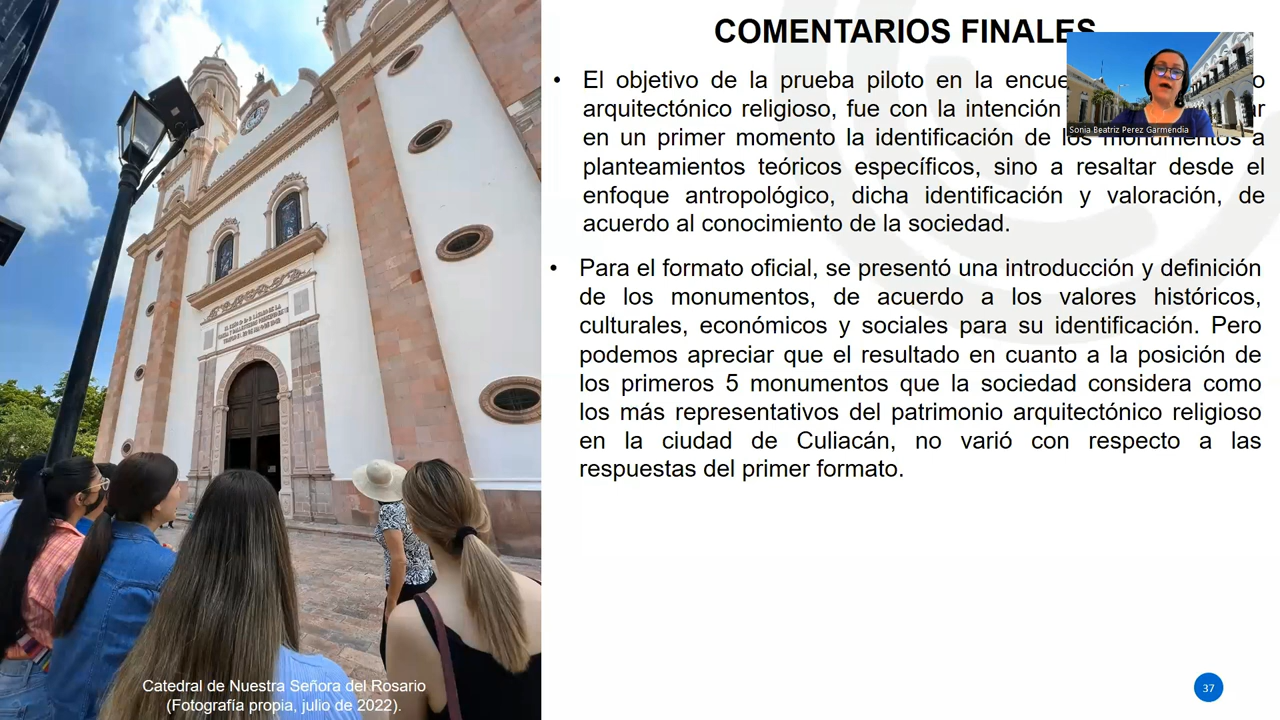 COMENTARIOS FINALES
Sonia Beatriz Perez Garmendia
• El objetivo de la prueba piloto en la
arquitectónico religioso, fue con la intención
en un primer momento la identificación de los monumentos a
planteamientos teóricos específicos, sino a resaltar desde el
enfoque antropológico, dicha identificación y valoración, de
acuerdo al conocimiento de la sociedad.
• Para el formato oficial, se presentó una introducción y definición
de los monumentos, de acuerdo a los valores históricos,
culturales, económicos y sociales para su identificación. Pero
podemos apreciar que el resultado en cuanto a la posición de
los primeros 5 monumentos que la sociedad considera como
los más representativos del patrimonio arquitectónico religioso
en la ciudad de Culiacán, no varió con respecto a las
respuestas del primer formato.
Catedral de Nuestra Señora del Rosario
(Fotografía propia, julio de 2022).
37